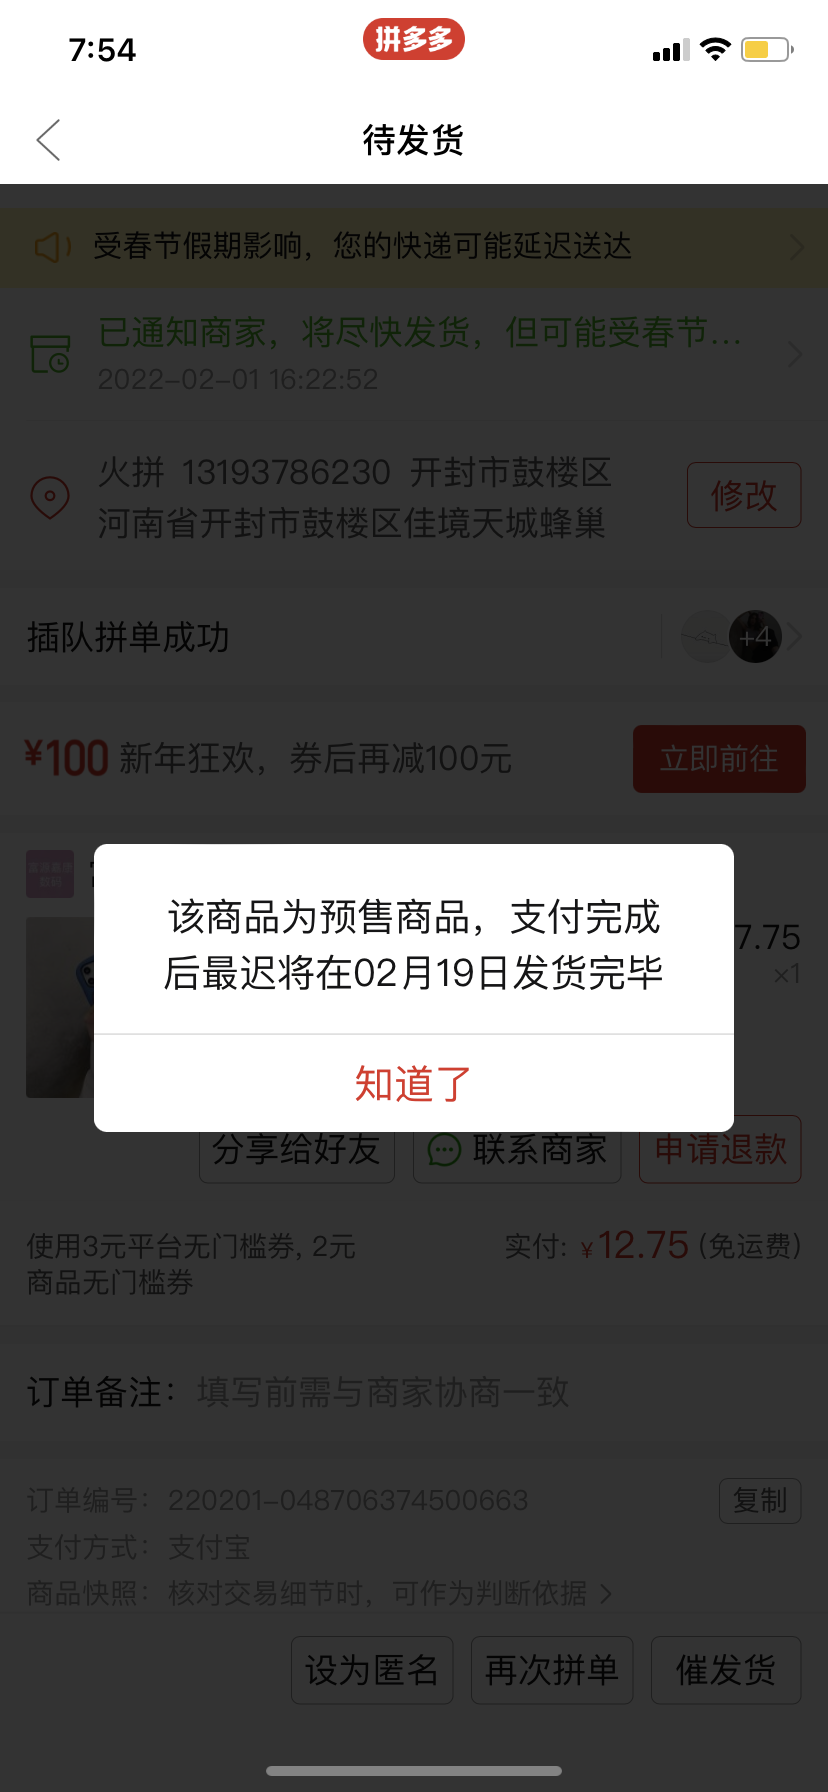 7:54
拼多多
待发货
受春节假期影响，您的快递可能延迟送达
已通知商家，将尽快发货，但可能受春节...
2022-02-01 16:22:52
火拼 13193786230 开封市鼓楼区
河南省开封市鼓楼区佳境天城蜂巢
修改
插队拼单成功
+4
¥100 新年狂欢，券后再减100元
立即前往
7.75
×1
该商品为预售商品，支付完成
后最迟将在02月19日发货完毕
知道了
分享给好友
联系商家
申请退款
使用3元平台无门槛券, 2元
商品无门槛券
实付: ¥12.75 (免运费)
订单备注： 填写前需与商家协商一致
订单编号： 220201-048706374500663
复制
支付方式： 支付宝
商品快照： 核对交易细节时，可作为判断依据 >
设为匿名
再次拼单
催发货